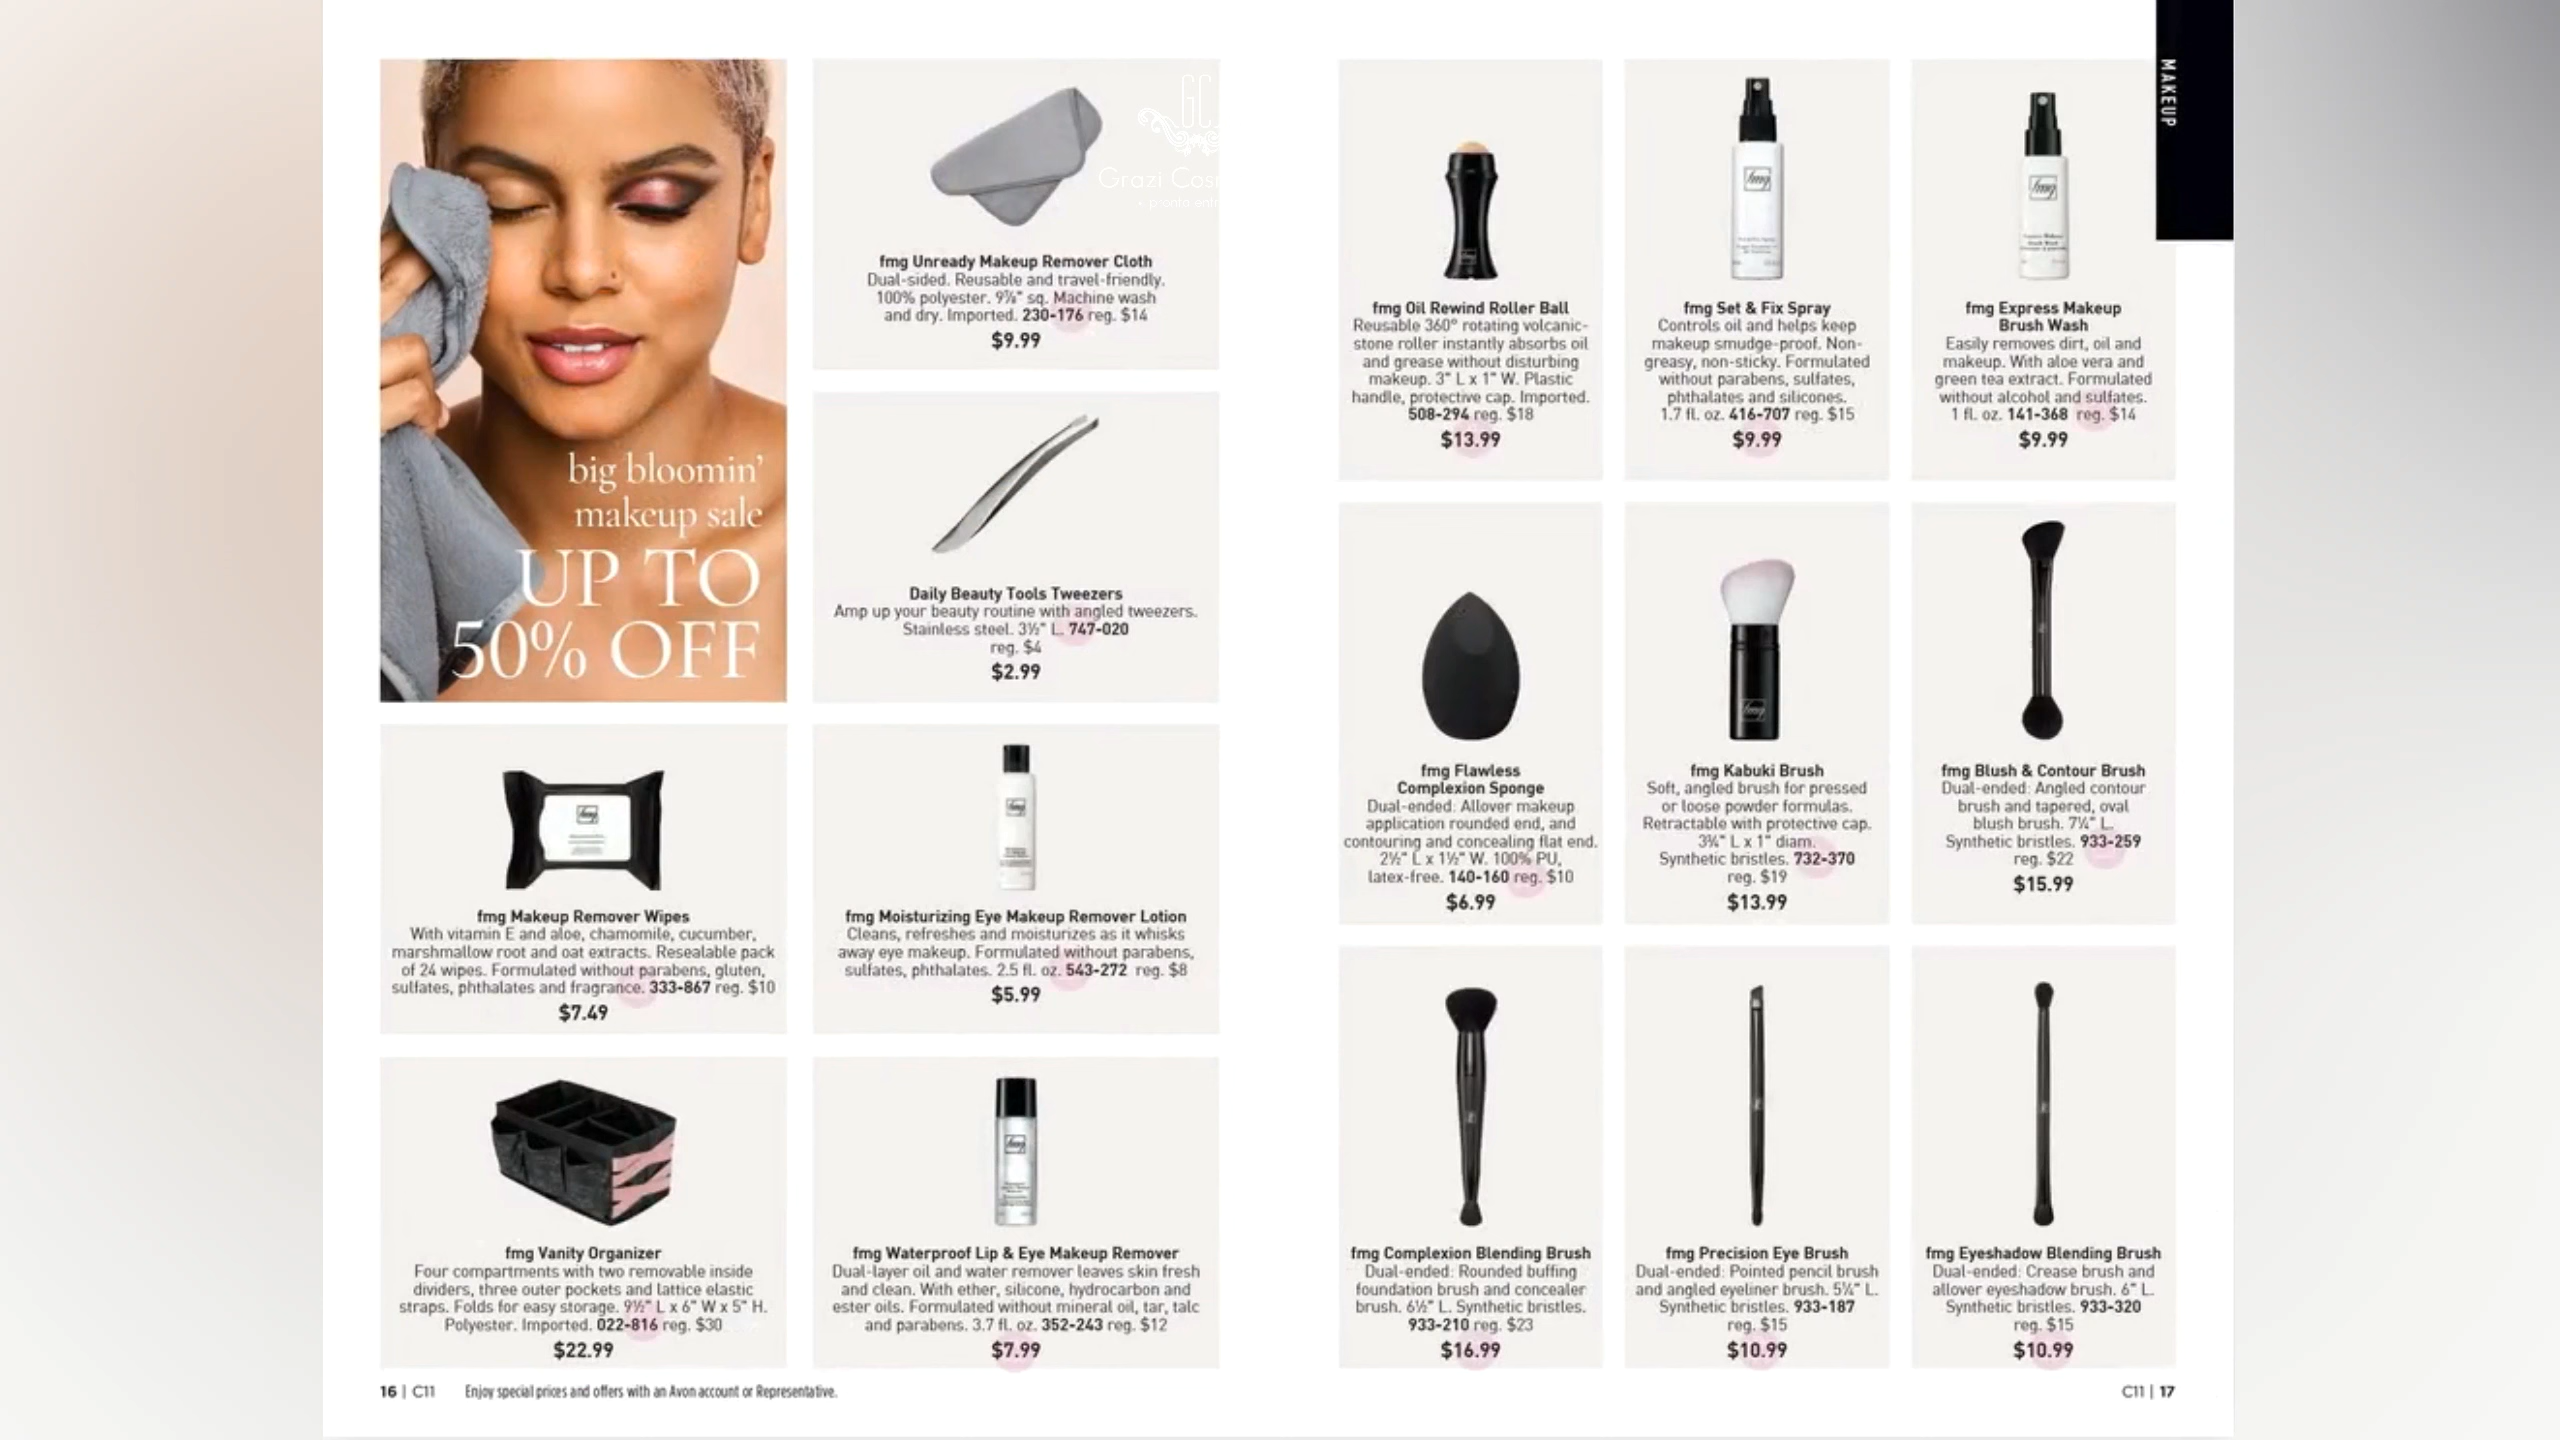 big bloomin’
makeup sale
UP TO
50% OFF
GC
Grazi Cos
• pronta entr
fmg Unready Makeup Remover Cloth
Dual-sided. Reusable and travel-friendly.
100% polyester. 9⅞" sq. Machine wash
and dry. Imported. 230-176 reg. $14
$9.99
Daily Beauty Tools Tweezers
Amp up your beauty routine with angled tweezers.
Stainless steel. 3½" L. 747-020
reg. $4
$2.99
fmg
fmg Makeup Remover Wipes
With vitamin E and aloe, chamomile, cucumber,
marshmallow root and oat extracts. Resealable pack
of 24 wipes. Formulated without parabens, gluten,
sulfates, phthalates and fragrance. 333-867 reg. $10
$7.49
fmg
fmg Moisturizing Eye Makeup Remover Lotion
Cleans, refreshes and moisturizes as it whisks
away eye makeup. Formulated without parabens,
sulfates, phthalates. 2.5 fl. oz. 543-272 reg. $8
$5.99
fmg Vanity Organizer
Four compartments with two removable inside
dividers, three outer pockets and lattice elastic
straps. Folds for easy storage. 9½" L x 6" W x 5" H.
Polyester. Imported. 022-816 reg. $30
$22.99
fmg
fmg Waterproof Lip & Eye Makeup Remover
Dual-layer oil and water remover leaves skin fresh
and clean. With ether, silicone, hydrocarbon and
ester oils. Formulated without mineral oil, tar, talc
and parabens. 3.7 fl. oz. 352-243 reg. $12
$7.99
16 | C11 Enjoy special prices and offers with an Avon account or Representative.
MAKEUP
fmg Oil Rewind Roller Ball
Reusable 360° rotating volcanic-
stone roller instantly absorbs oil
and grease without disturbing
makeup. 3" L x 1" W. Plastic
handle, protective cap. Imported.
508-294 reg. $18
$13.99
fmg
fmg Set & Fix Spray
Controls oil and helps keep
makeup smudge-proof. Non-
greasy, non-sticky. Formulated
without parabens, sulfates,
phthalates and silicones.
1.7 fl. oz. 416-707 reg. $15
$9.99
fmg
fmg Express Makeup
Brush Wash
Easily removes dirt, oil and
makeup. With aloe vera and
green tea extract. Formulated
without alcohol and sulfates.
1 fl. oz. 141-368 reg. $14
$9.99
fmg Flawless
Complexion Sponge
Dual-ended: Allover makeup
application rounded end, and
contouring and concealing flat end.
2½" L x 1½" W. 100% PU,
latex-free. 140-160 reg. $10
$6.99
fmg
fmg Kabuki Brush
Soft, angled brush for pressed
or loose powder formulas.
Retractable with protective cap.
3¾" L x 1" diam.
Synthetic bristles. 732-370
reg. $19
$13.99
fmg Blush & Contour Brush
Dual-ended: Angled contour
brush and tapered, oval
blush brush. 7¼" L.
Synthetic bristles. 933-259
reg. $22
$15.99
fmg Complexion Blending Brush
Dual-ended: Rounded buffing
foundation brush and concealer
brush. 6½" L. Synthetic bristles.
933-210 reg. $23
$16.99
fmg Precision Eye Brush
Dual-ended: Pointed pencil brush
and angled eyeliner brush. L.
Synthetic bristles. 933-187
reg. $15
$10.99
fmg Eyeshadow Blending Brush
Dual-ended: Crease brush and
allover eyeshadow brush. 6" L.
Synthetic bristles. 933-320
reg. $15
$10.99
C11 | 17